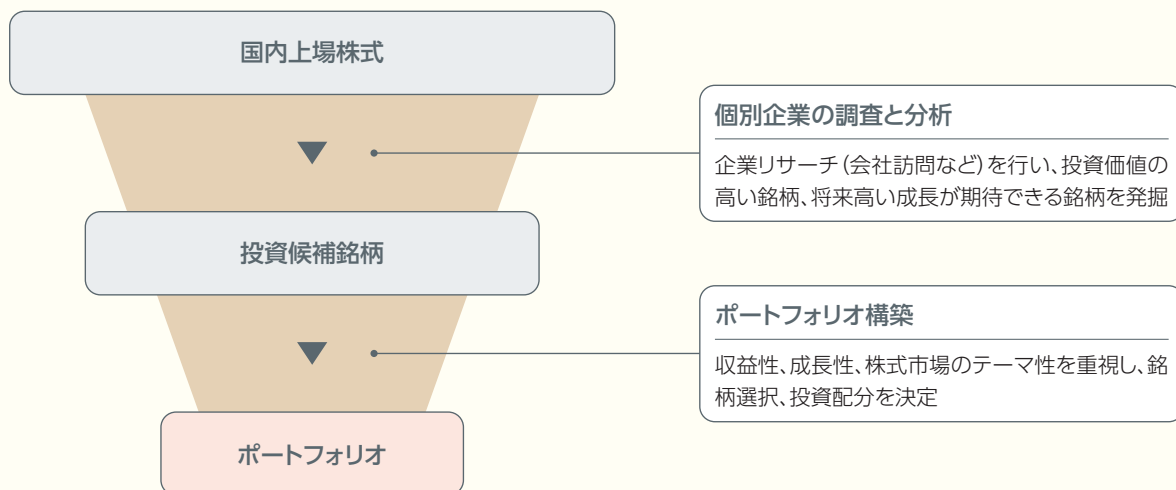 国内上場株式
個別企業の調査と分析
企業リサーチ(会社訪問など)を行い、投資価値の
高い銘柄、将来高い成長が期待できる銘柄を発掘
投資候補銘柄
ポートフォリオ構築
収益性、成長性、株式市場のテーマ性を重視し、銘
柄選択、投資配分を決定
ポートフォリオ